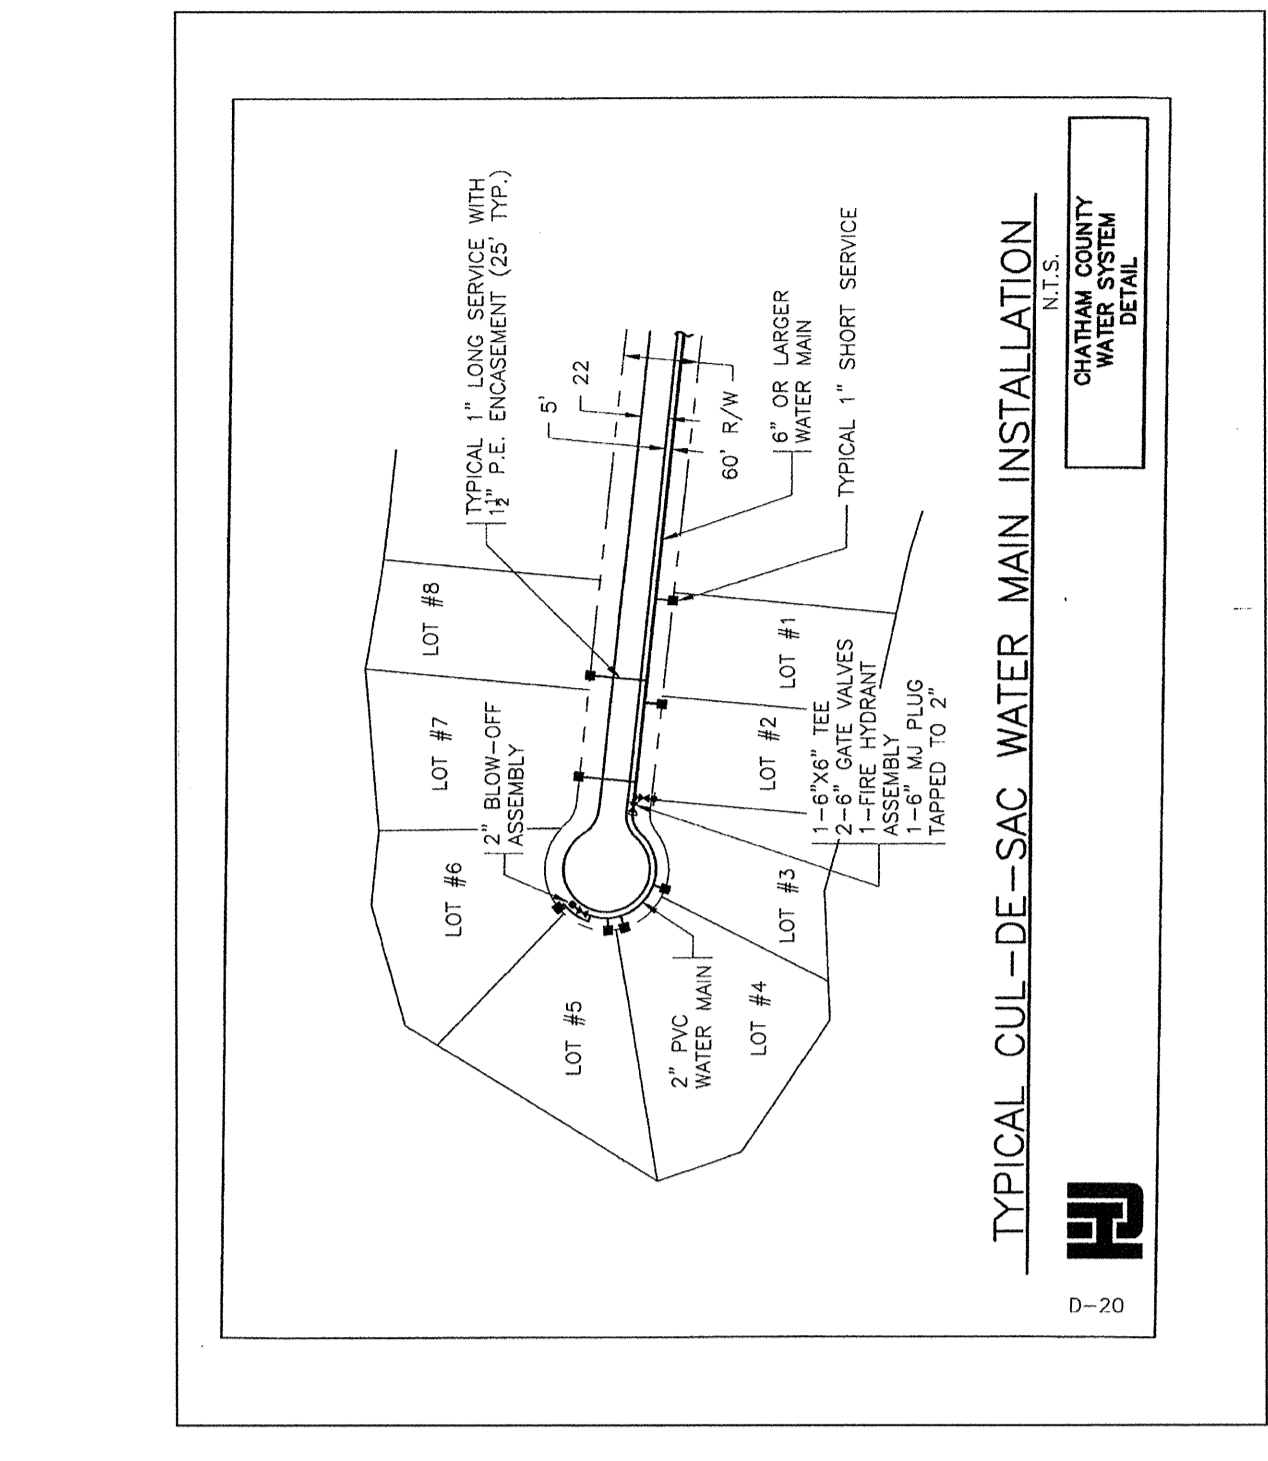 TYPICAL 1" LONG SERVICE WITH
1½" P.E. ENCASEMENT (25' TYP.)
5'
22
60' R/W
6" OR LARGER
WATER MAIN
TYPICAL 1" SHORT SERVICE
LOT #8
LOT #7
LOT #6
LOT #5
LOT #4
LOT #3
LOT #2
LOT #1
2" BLOW-OFF
ASSEMBLY
1-6"X6" TEE
2-6" GATE VALVES
1-FIRE HYDRANT
ASSEMBLY
1-6" MJ PLUG
TAPPED TO 2"
2" PVC
WATER MAIN
TYPICAL CUL-DE-SAC WATER MAIN INSTALLATION
N.T.S.
CHATHAM COUNTY
WATER SYSTEM
DETAIL
HJ
D-20